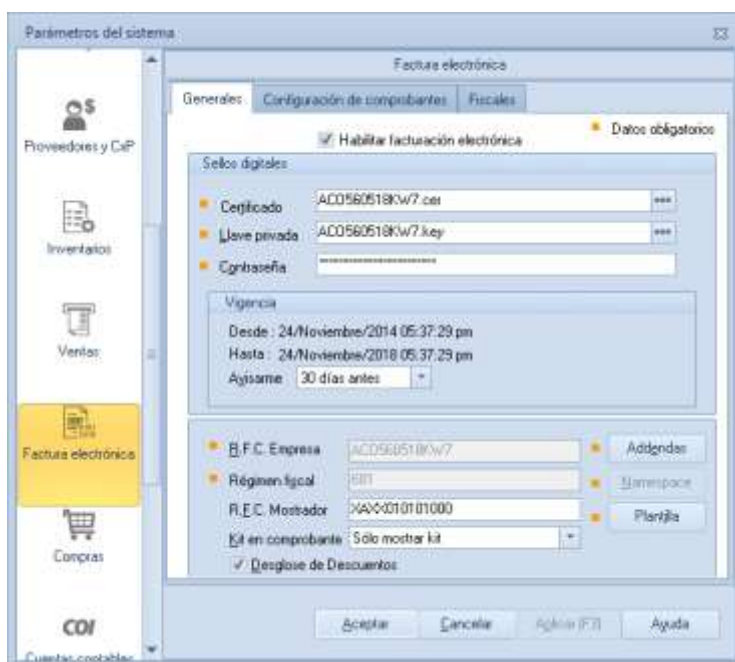 Parámetros del sistema
Factura electrónica
Generales Configuración de comprobantes Fiscales
Proveedores y CxP
Inventarios
Ventas
Factura electrónica
Compras
COI
Cuentas contables
Datos obligatorios
Habilitar facturación electrónica
Sellos digitales
Certificado ACO560518KW7.cer
Llave privada ACO560518KW7.key
Contraseña ************************
Vigencia
Desde : 24/Noviembre/2014 05:37:29 pm
Hasta : 24/Noviembre/2018 05:37:29 pm
Avisarme 30 días antes
R.F.C. Empresa ACO560518KW7
Addendas
Régimen fiscal 601
Namespace
R.F.C. Mostrador XAXX010101000
Plantilla
Kit en comprobante Sólo mostrar kit
Desglose de Descuentos
Aceptar Cancelar Aplicar (F3) Ayuda